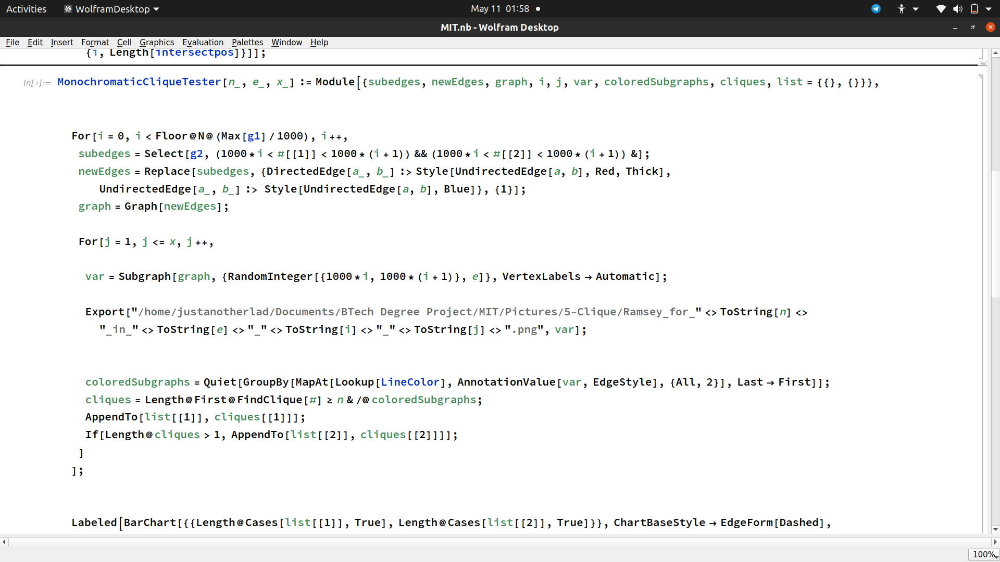 Activities WolframDesktop May 11 01:58
MIT.nb - Wolfram Desktop
File Edit Insert Format Cell Graphics Evaluation Palettes Window Help
{i, Length[intersectpos]}]];
In[∘]:= MonochromaticCliqueTester[n_, e_, x_] := Module[{subedges, newEdges, graph, i, j, var, coloredSubgraphs, cliques, list = {{}, {}}},
For[i = 0, i < Floor@N@(Max[g1] / 1000), i++,
subedges = Select[g2, (1000 * i < #[[1]] < 1000 * (i + 1)) && (1000 * i < #[[2]] < 1000 * (i + 1)) &];
newEdges = Replace[subedges, {DirectedEdge[a_, b_] :> Style[UndirectedEdge[a, b], Red, Thick],
UndirectedEdge[a_, b_] :> Style[UndirectedEdge[a, b], Blue]}, {1}];
graph = Graph[newEdges];
For[j = 1, j <= x, j++,
var = Subgraph[graph, {RandomInteger[{1000 * i, 1000 * (i + 1)}, e]}, VertexLabels → Automatic];
Export["/home/justanotherlad/Documents/BTech Degree Project/MIT/Pictures/5-Clique/Ramsey_for_" <> ToString[n] <>
"_in_" <> ToString[e] <> "_" <> ToString[i] <> "_" <> ToString[j] <> ".png", var];
coloredSubgraphs = Quiet[GroupBy[MapAt[Lookup[LineColor], AnnotationValue[var, EdgeStyle], {All, 2}], Last → First]];
cliques = Length@First@FindClique[#] ≥ n & /@ coloredSubgraphs;
AppendTo[list[[1]], cliques[[1]]];
If[Length@cliques > 1, AppendTo[list[[2]], cliques[[2]]]];
]
];
Labeled[BarChart[{{Length@Cases[list[[1]], True], Length@Cases[list[[2]], True]}}, ChartBaseStyle → EdgeForm[Dashed],
100%